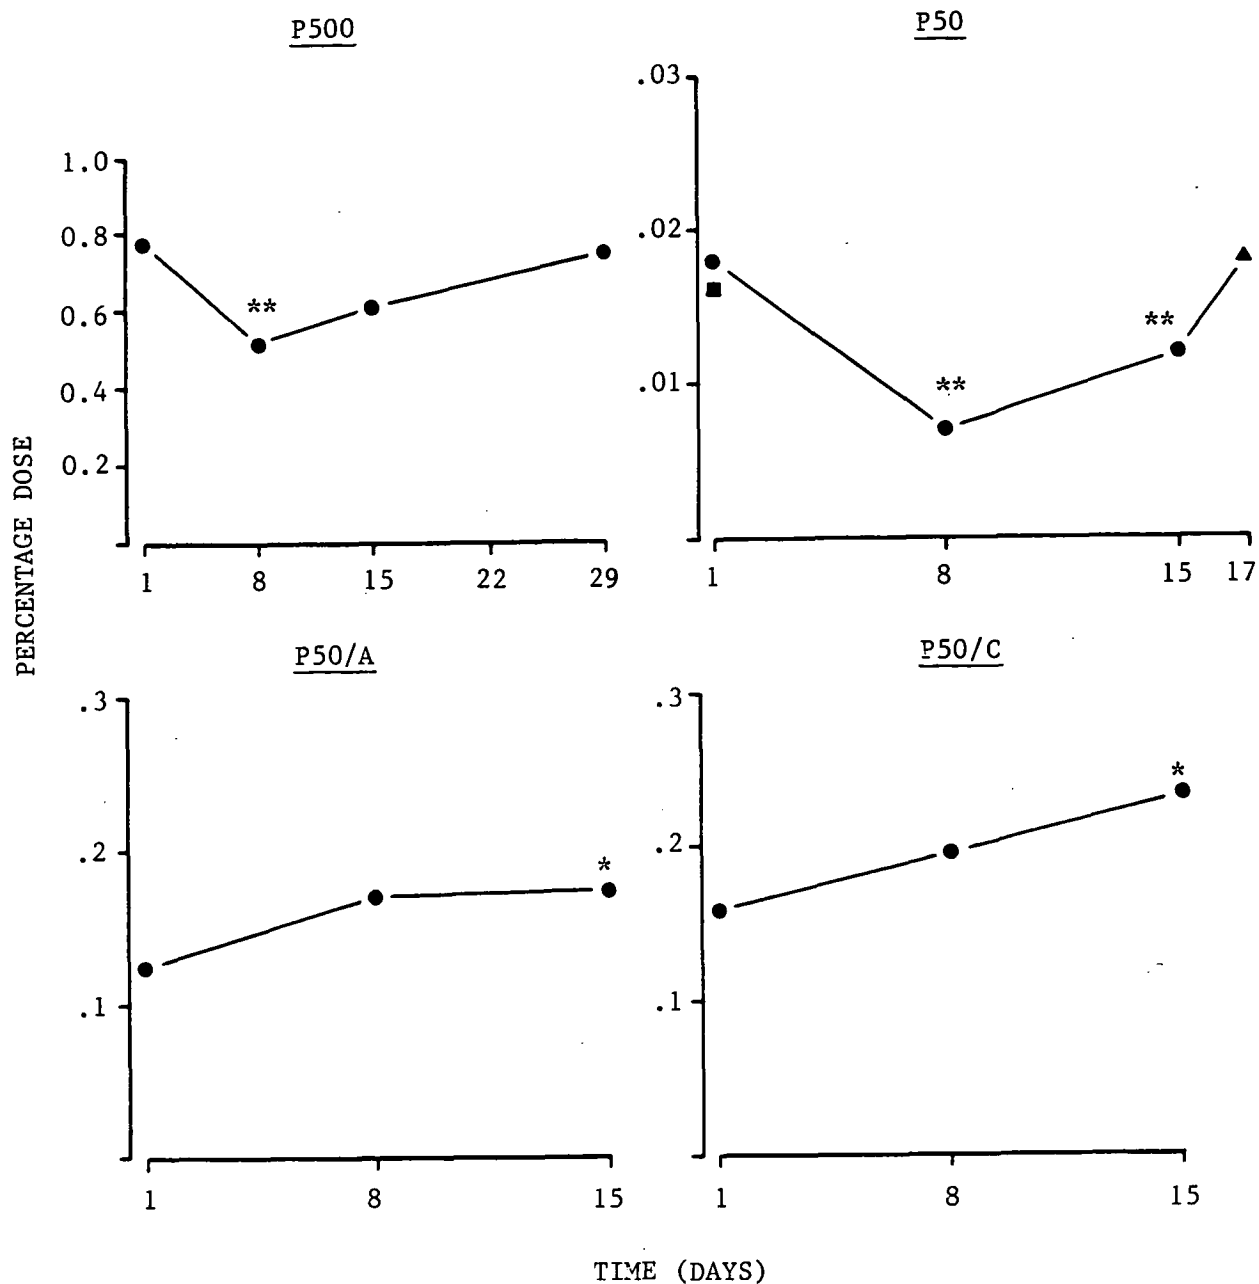 P500
1.0
0.8
**
0.6
0.4
0.2
1 8 15 22 29
P50
.03
.02
**
**
.01
1 8 15 17
PERCENTAGE DOSE
P50/A
.3
.2
*
.1
1 8 15
P50/C
.3
*
.2
.1
1 8 15
TIME (DAYS)